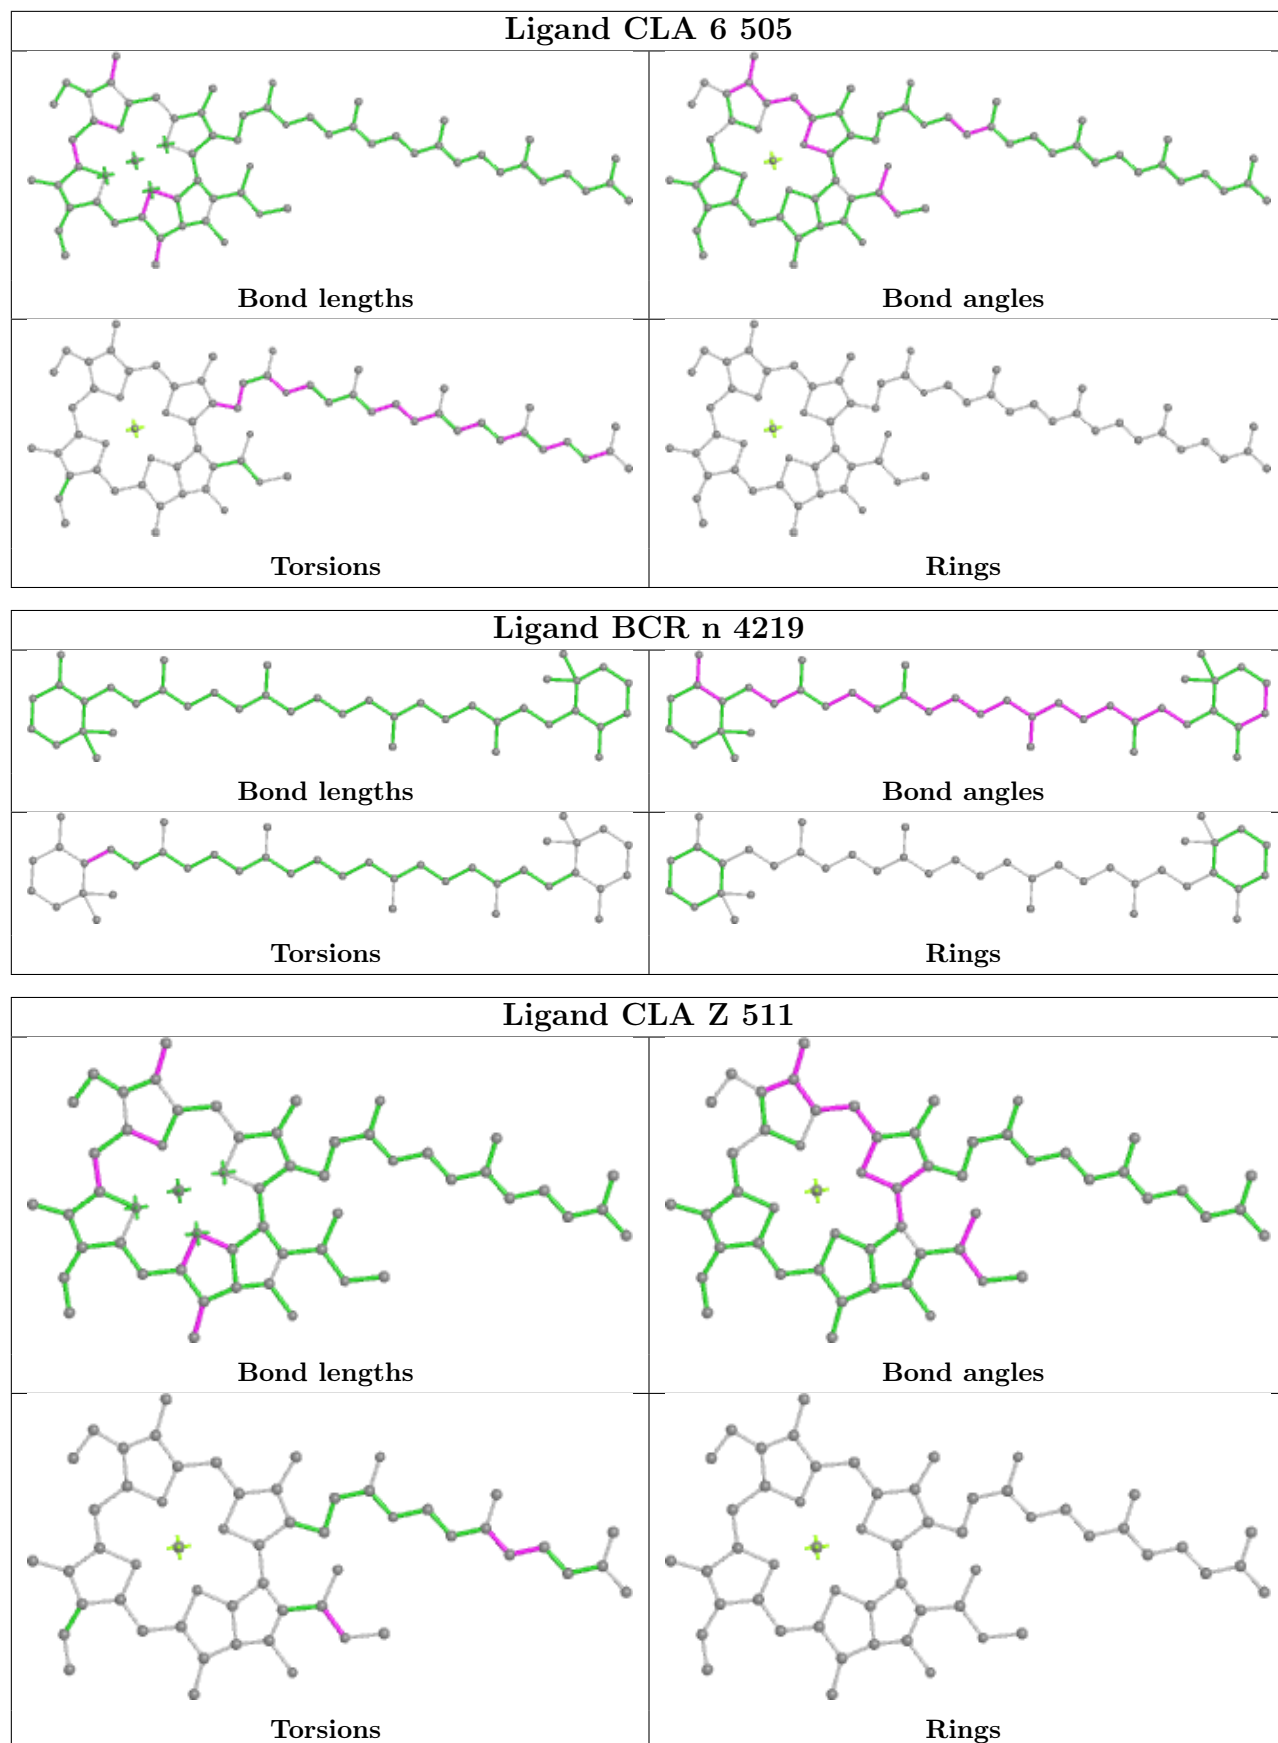 Ligand CLA 6 505
Bond lengths
Bond angles
Torsions
Rings
Ligand BCR n 4219
Bond lengths
Bond angles
Torsions
Rings
Ligand CLA Z 511
Bond lengths
Bond angles
Torsions
Rings